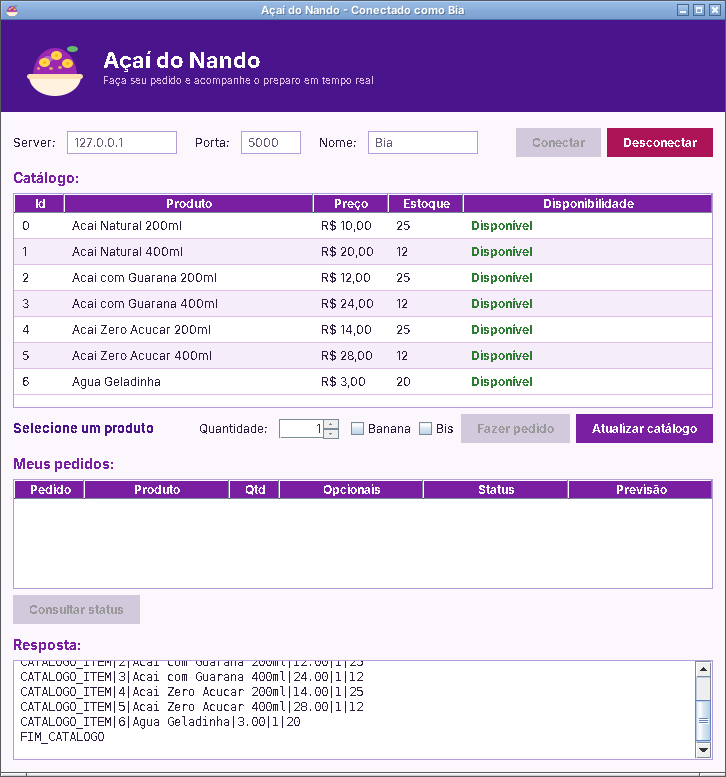 Açaí do Nando - Conectado como Bia
Açaí do Nando
Faça seu pedido e acompanhe o preparo em tempo real
Server: 127.0.0.1 Porta: 5000 Nome: Bia Conectar Desconectar
Catálogo:
Id Produto Preço Estoque Disponibilidade
0 Acai Natural 200ml R$ 10,00 25 Disponível
1 Acai Natural 400ml R$ 20,00 12 Disponível
2 Acai com Guarana 200ml R$ 12,00 25 Disponível
3 Acai com Guarana 400ml R$ 24,00 12 Disponível
4 Acai Zero Acucar 200ml R$ 14,00 25 Disponível
5 Acai Zero Acucar 400ml R$ 28,00 12 Disponível
6 Agua Geladinha R$ 3,00 20 Disponível
Selecione um produto Quantidade: 1 Banana Bis Fazer pedido Atualizar catálogo
Meus pedidos:
Pedido Produto Qtd Opcionais Status Previsão
Consultar status
Resposta:
CATALOGO_ITEM|2|Acai com Guarana 200ml|12.00|1|25
CATALOGO_ITEM|3|Acai com Guarana 400ml|24.00|1|12
CATALOGO_ITEM|4|Acai Zero Acucar 200ml|14.00|1|25
CATALOGO_ITEM|5|Acai Zero Acucar 400ml|28.00|1|12
CATALOGO_ITEM|6|Agua Geladinha|3.00|1|20
FIM_CATALOGO